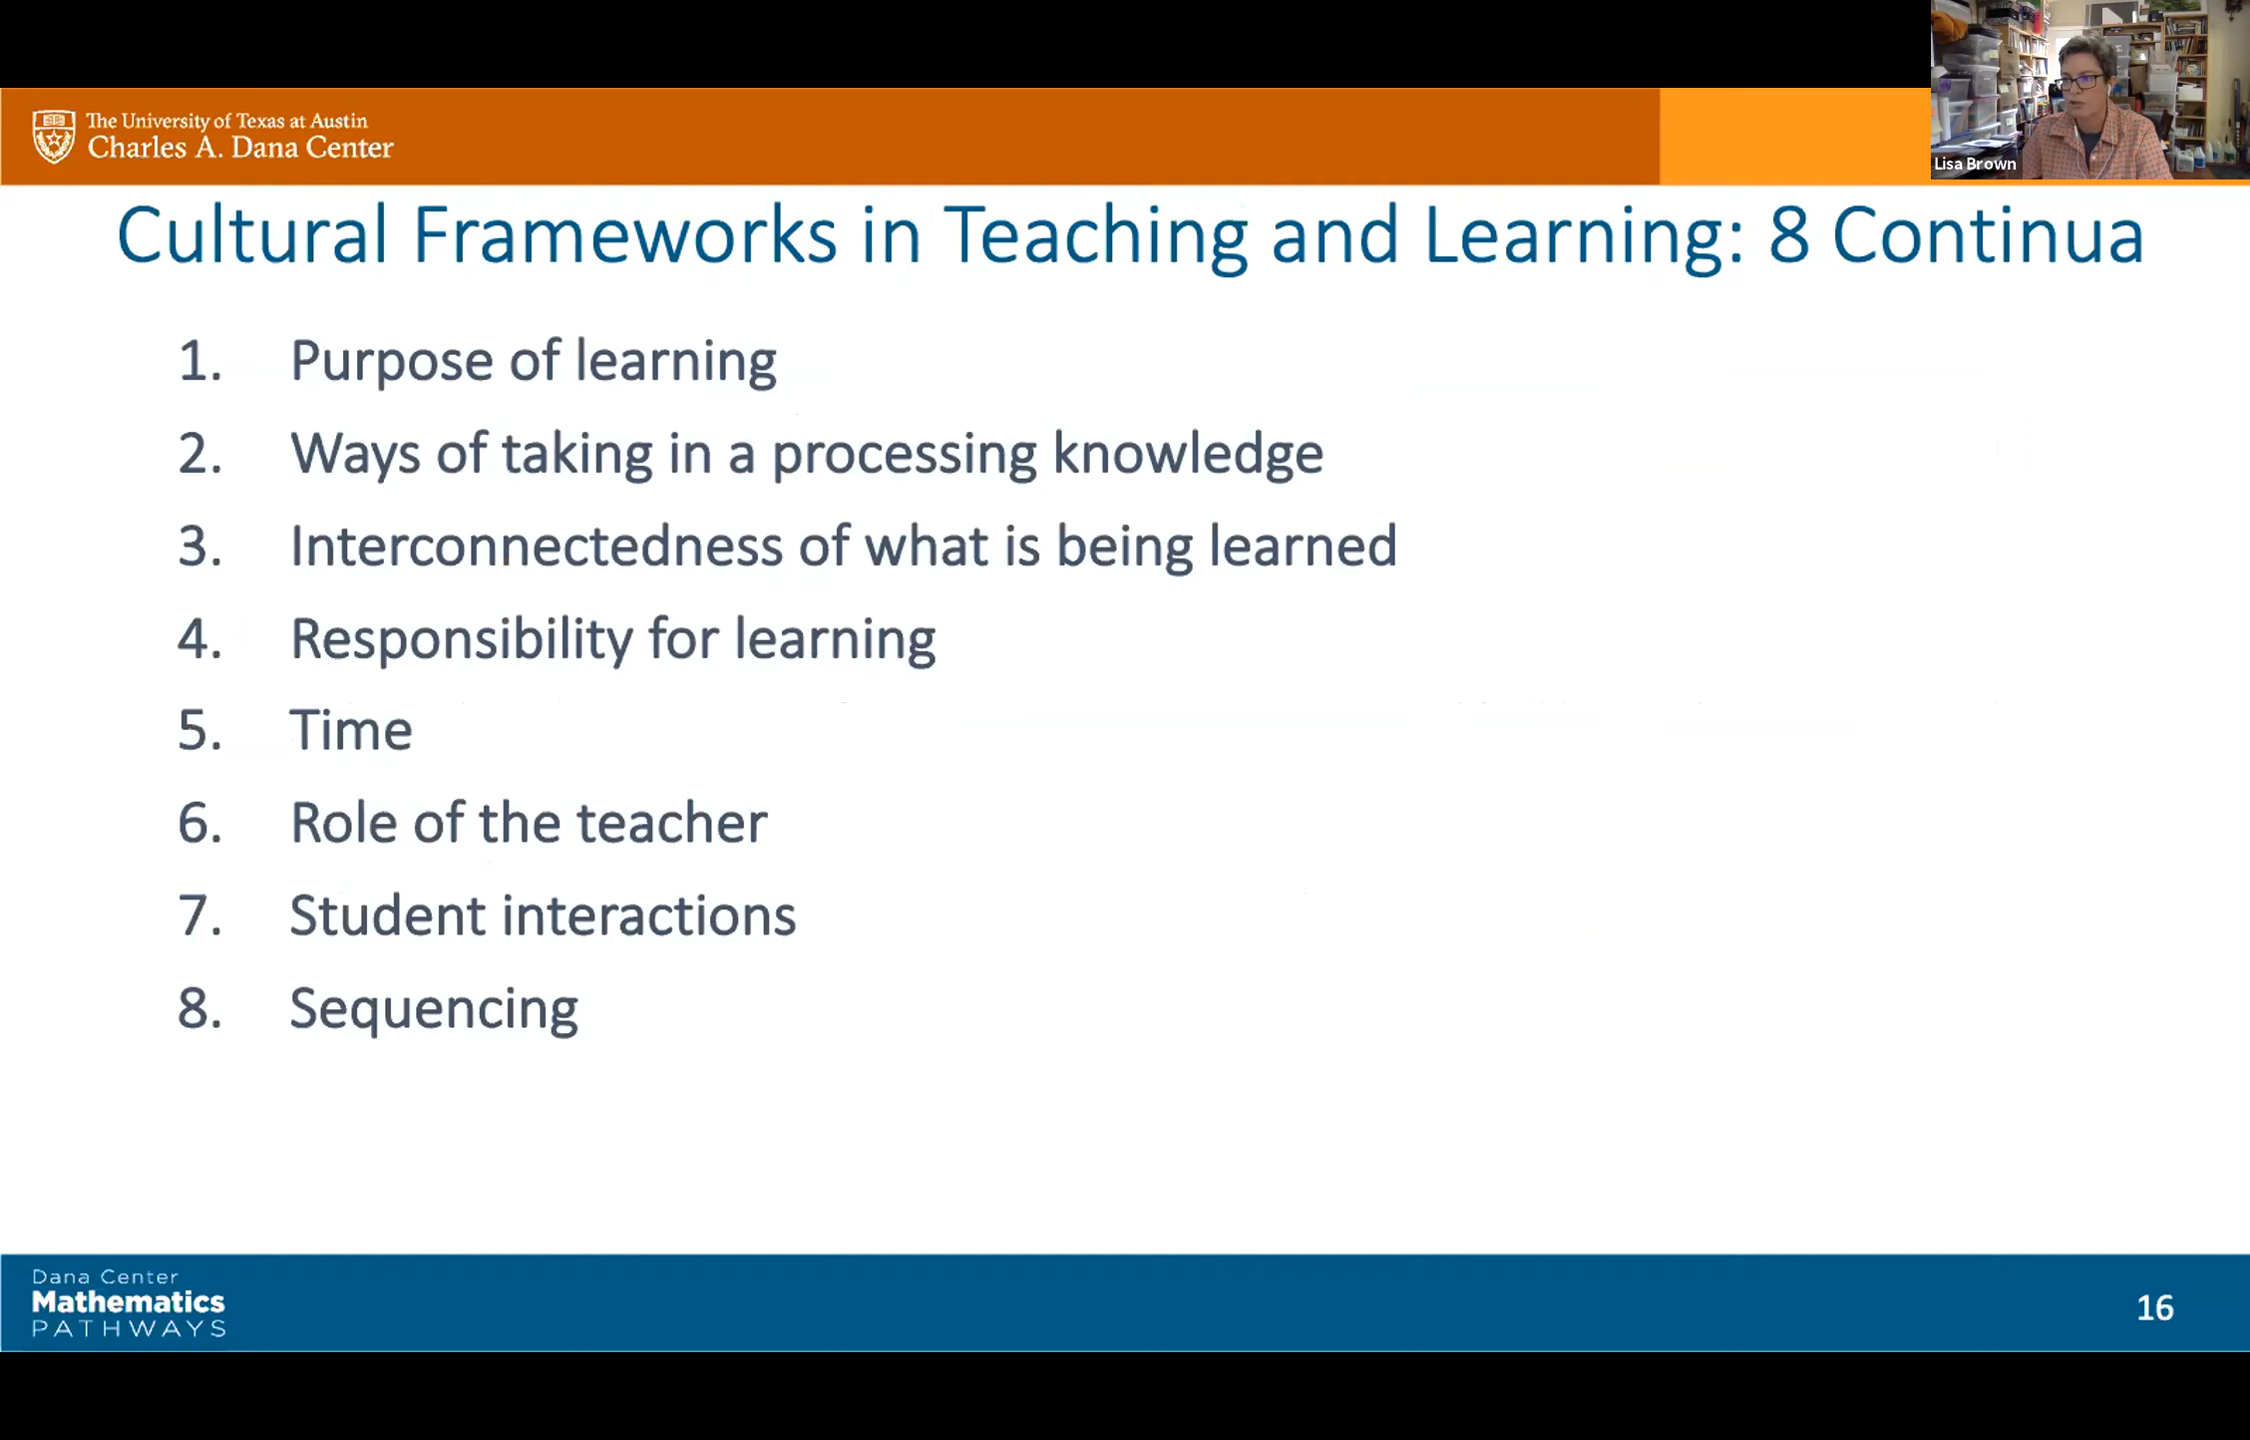 The University of Texas at Austin
Charles A. Dana Center
Lisa Brown
Cultural Frameworks in Teaching and Learning: 8 Continua
1. Purpose of learning
2. Ways of taking in a processing knowledge
3. Interconnectedness of what is being learned
4. Responsibility for learning
5. Time
6. Role of the teacher
7. Student interactions
8. Sequencing
Dana Center
Mathematics
PATHWAYS
16